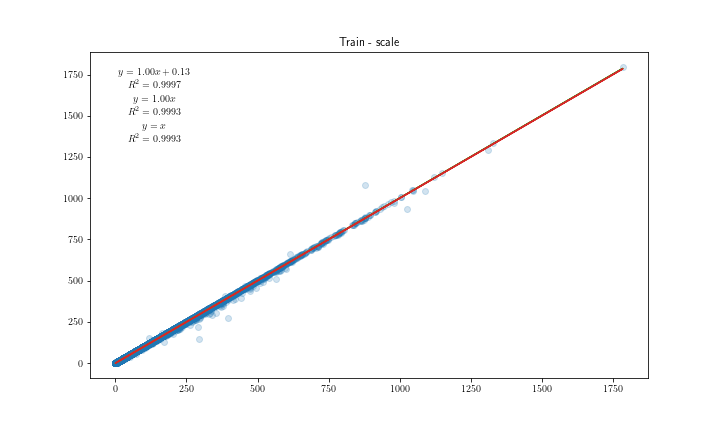 Train - scale
y = 1.00x + 0.13
R² = 0.9997
y = 1.00x
R² = 0.9993
y = x
R² = 0.9993
1750
1500
1250
1000
750
500
250
0
0 250 500 750 1000 1250 1500 1750